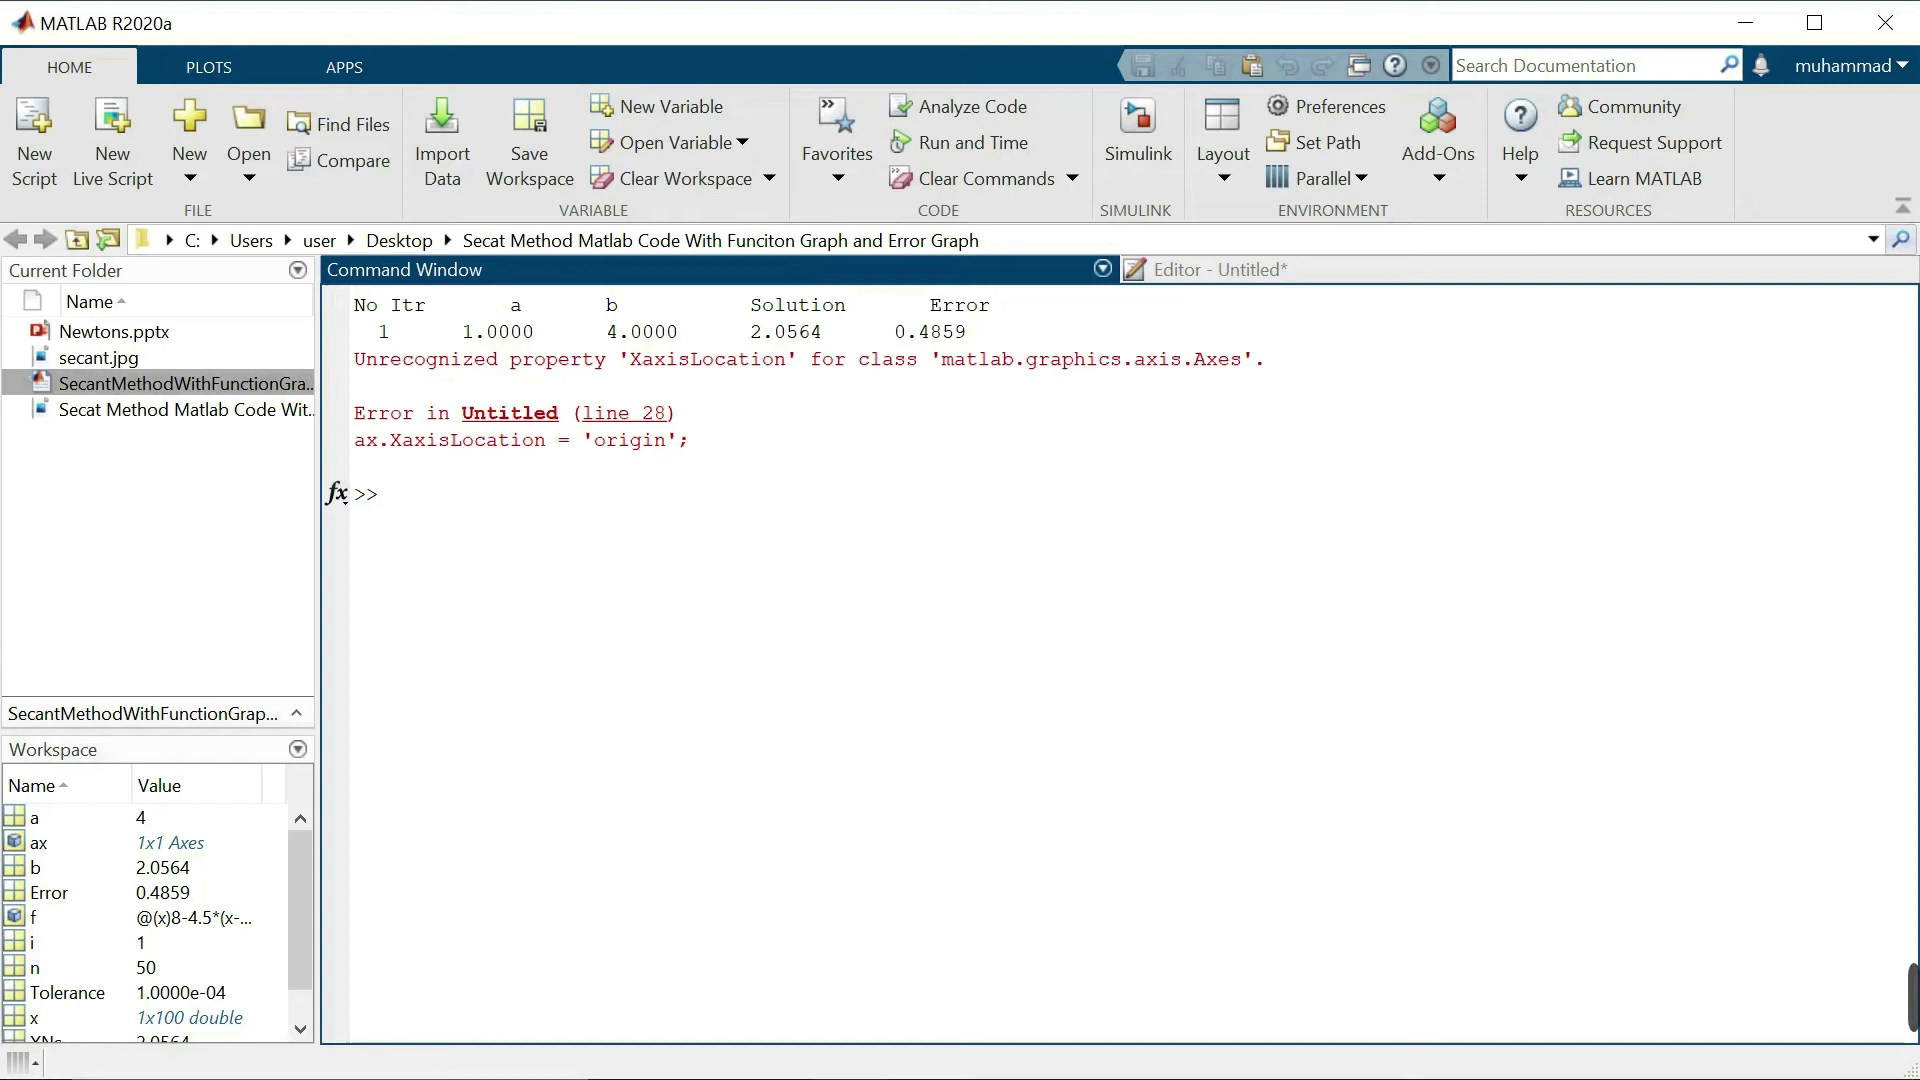 MATLAB R2020a
HOME PLOTS APPS
Search Documentation
muhammad
New Script
New Live Script
New
Open
Find Files
Compare
FILE
Import Data
Save Workspace
New Variable
Open Variable
Clear Workspace
VARIABLE
Favorites
Analyze Code
Run and Time
Clear Commands
CODE
Simulink
SIMULINK
Layout
Preferences
Set Path
Parallel
Add-Ons
ENVIRONMENT
Help
Community
Request Support
Learn MATLAB
RESOURCES
C: Users user Desktop Secat Method Matlab Code With Funciton Graph and Error Graph
Current Folder
Name
Newtons.pptx
secant.jpg
SecantMethodWithFunctionGra...
Secat Method Matlab Code Wit...
SecantMethodWithFunctionGrap...
Workspace
Name Value
a 4
ax 1x1 Axes
b 2.0564
Error 0.4859
f @(x)8-4.5*(x-...
i 1
n 50
Tolerance 1.0000e-04
x 1x100 double
2.0564
Command Window
Editor - Untitled*
No Itr a b Solution Error
1 1.0000 4.0000 2.0564 0.4859
Unrecognized property 'XaxisLocation' for class 'matlab.graphics.axis.Axes'.
Error in Untitled (line 28)
ax.XaxisLocation = 'origin';
fx >>